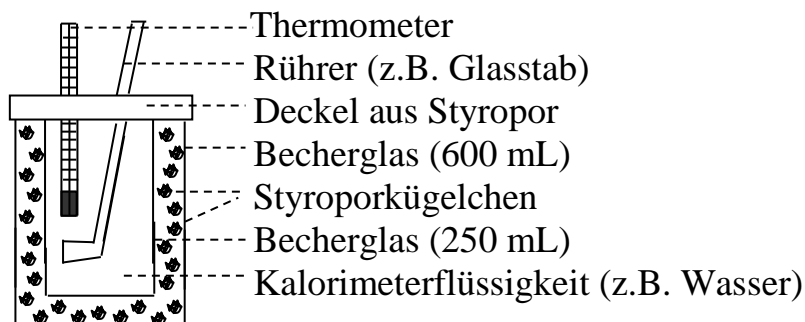 Thermometer
Rührer (z.B. Glasstab)
Deckel aus Styropor
Becherglas (600 mL)
Styroporkügelchen
Becherglas (250 mL)
Kalorimeterflüssigkeit (z.B. Wasser)